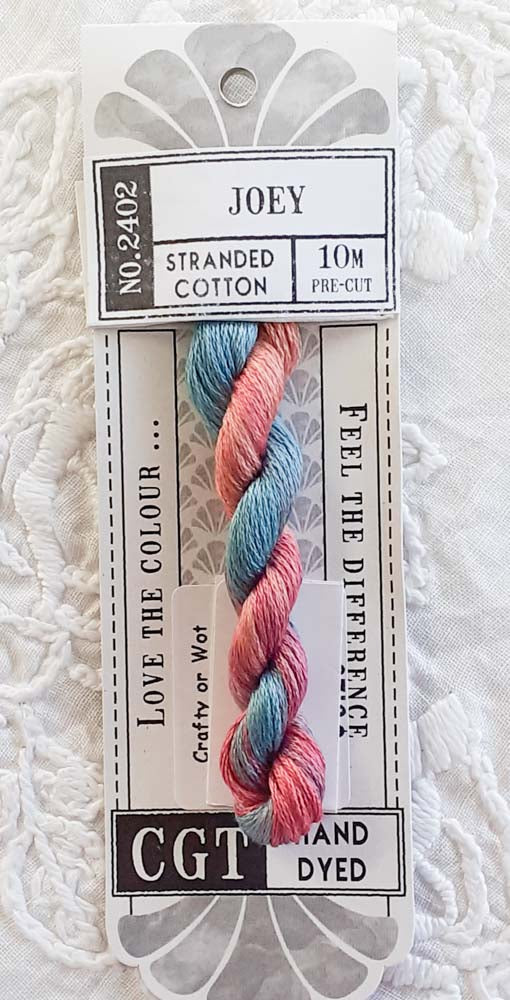 NO. 2402
JOEY
STRANDED
COTTON
10M
PRE-CUT
LOVE THE COLOUR ...
FEEL THE DIFFERENCE
Crafty or Wot
CGT
HAND
DYED